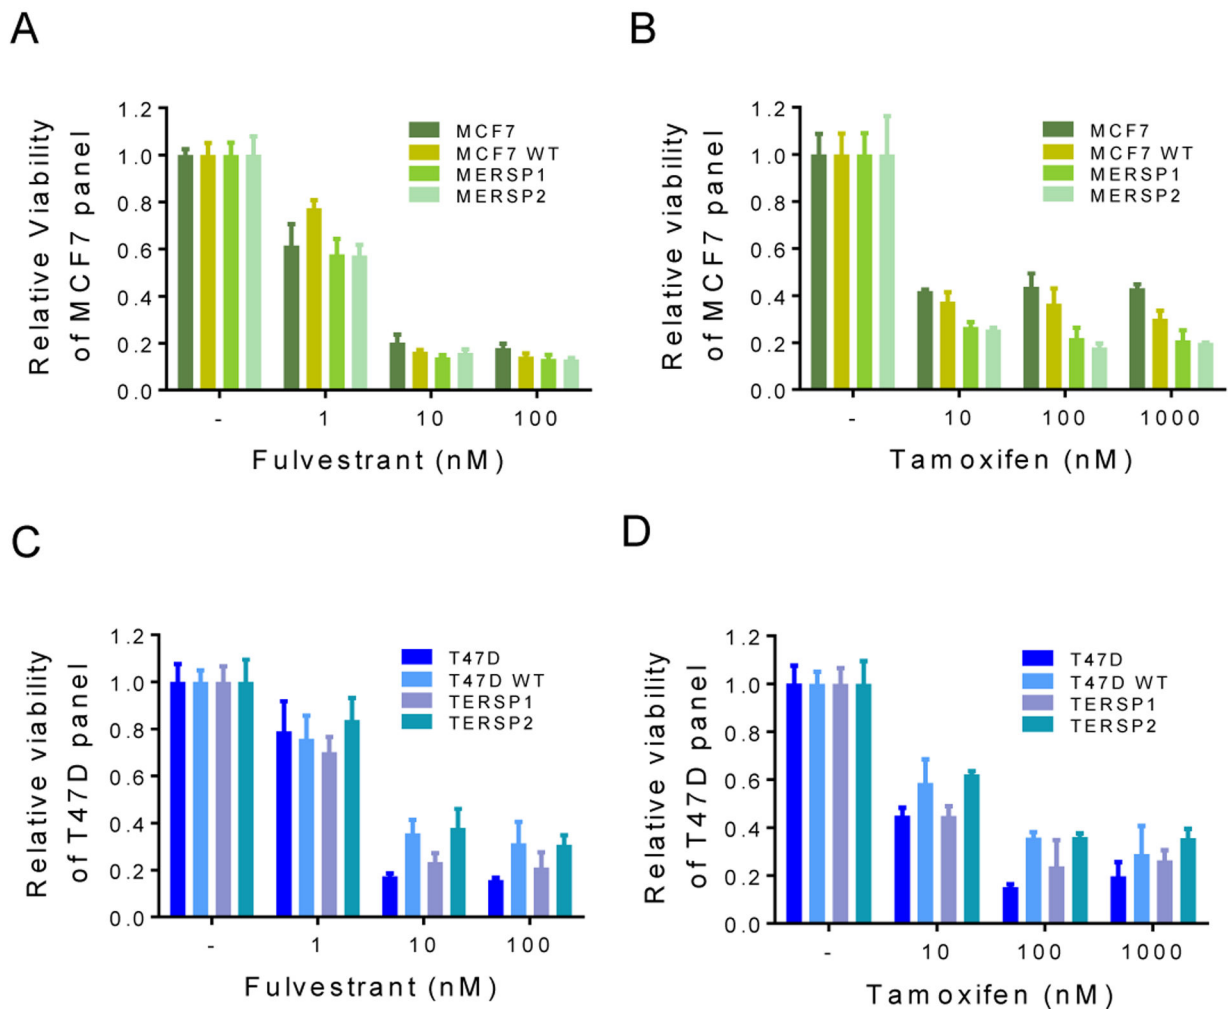 A
Relative Viability
of MCF7 panel
1.2
1.0
0.8
0.6
0.4
0.2
0.0
MCF7
MCF7 WT
MERSP1
MERSP2
- 1 10 100
Fulvestrant (nM)
B
Relative viability
of MCF7 panel
1.2
1.0
0.8
0.6
0.4
0.2
0.0
MCF7
MCF7 WT
MERSP1
MERSP2
- 10 100 1000
Tamoxifen (nM)
C
Relative viability
of T47D panel
1.2
1.0
0.8
0.6
0.4
0.2
0.0
T47D
T47D WT
TERSP1
TERSP2
- 1 10 100
Fulvestrant (nM)
D
Relative viability
of T47D panel
1.2
1.0
0.8
0.6
0.4
0.2
0.0
T47D
T47D WT
TERSP1
TERSP2
- 10 100 1000
Tamoxifen (nM)